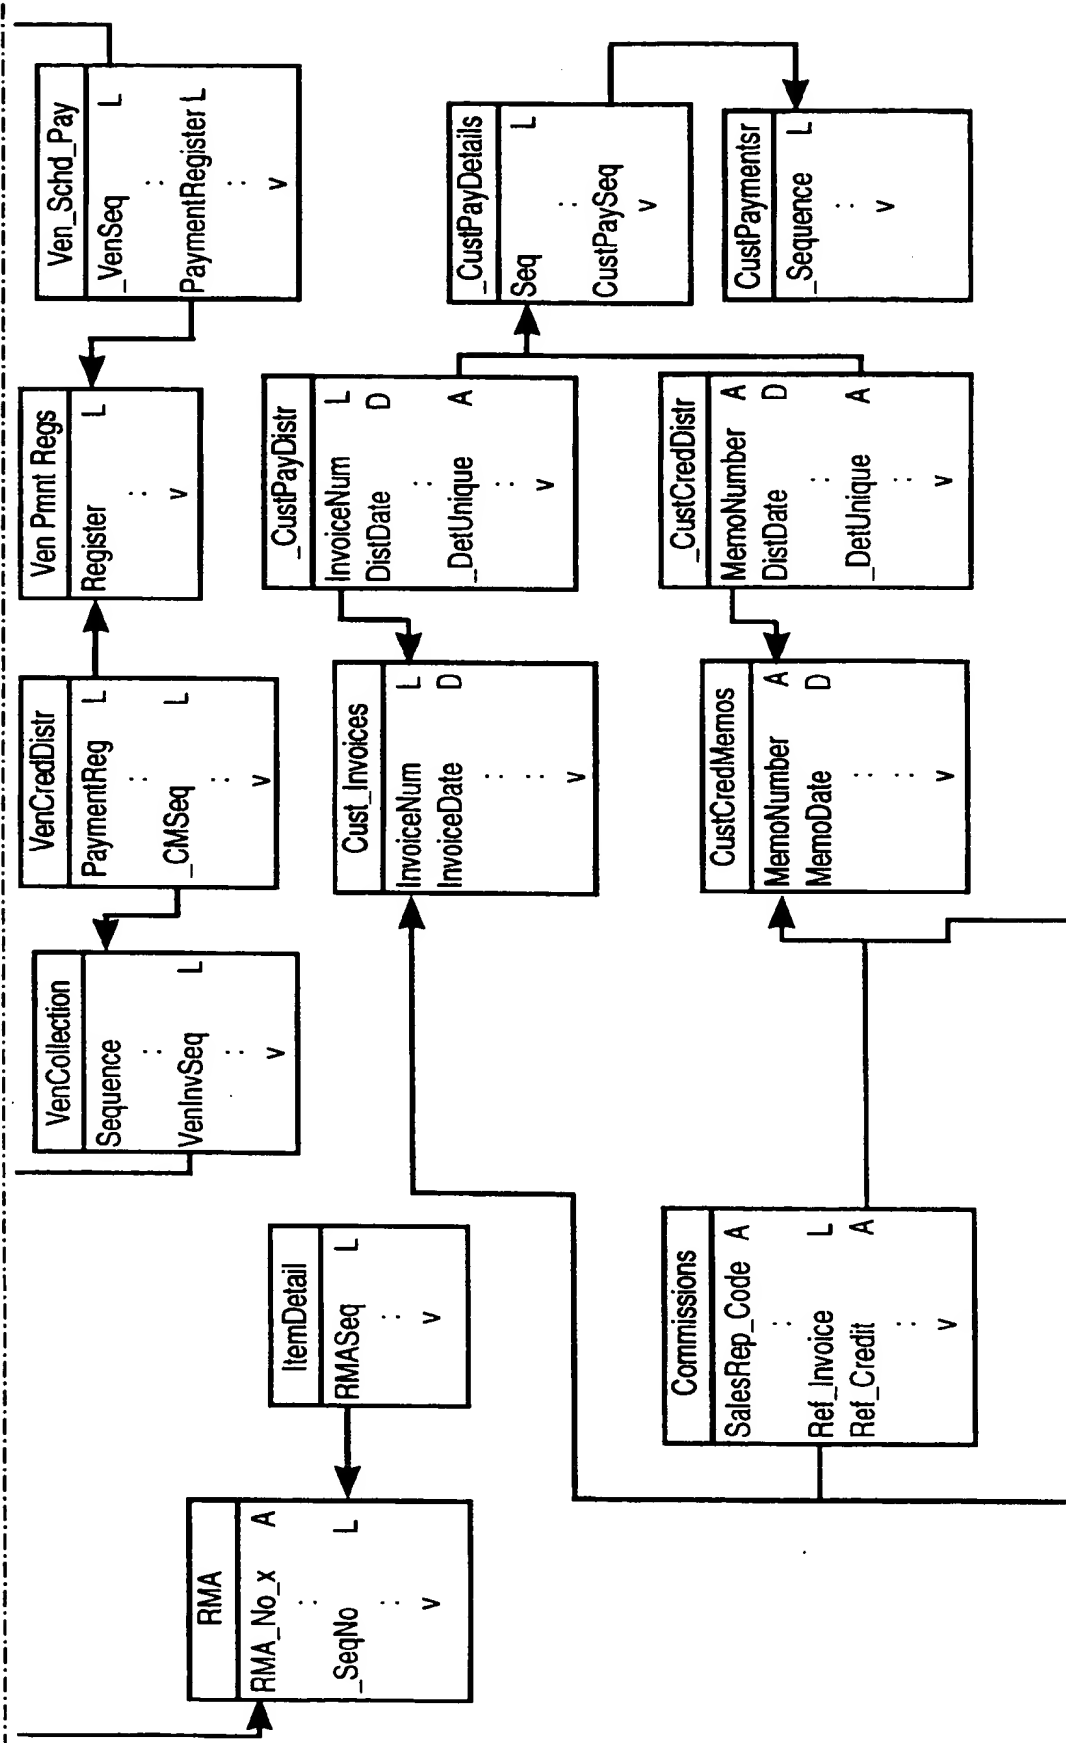 VenCollection
Sequence
:
VenInvSeq L
:
v
VenCredDistr
PaymentReg L
:
_CMSeq L
:
v
Ven Pmnt Regs
Register L
:
v
Ven_Schd_Pay
_VenSeq L
:
PaymentRegister L
:
v
RMA
RMA_No_x A
:
_SeqNo L
:
v
ItemDetail
RMASeq L
:
v
Cust_Invoices
InvoiceNum L
InvoiceDate D
:
:
v
_CustPayDistr
InvoiceNum L
DistDate D
:
_DetUnique A
:
v
_CustPayDetails
Seq L
:
CustPaySeq
v
Commissions
SalesRep_Code A
:
Ref_Invoice L
Ref_Credit A
:
v
CustCredMemos
MemoNumber A
MemoDate D
:
:
v
_CustCredDistr
MemoNumber A
DistDate D
:
_DetUnique A
:
v
CustPaymentsr
_Sequence L
:
v